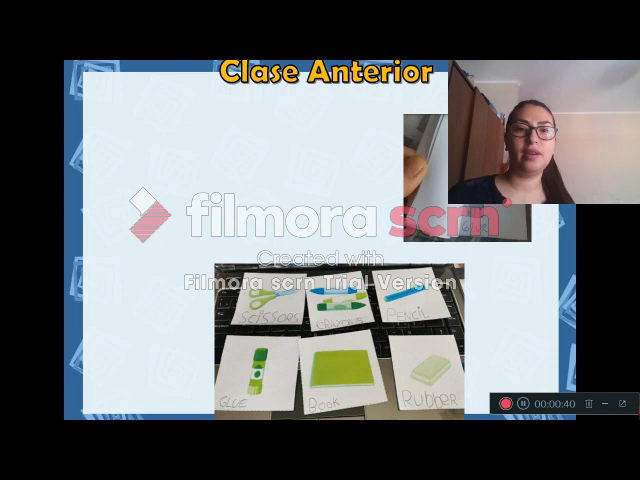 Clase Anterior
filmora scrn
Created with
Filmora scrn Trial Version
SCISSORS
CRAYONS
PENCIL
GLUE
Book
RubbeR
00:00:40